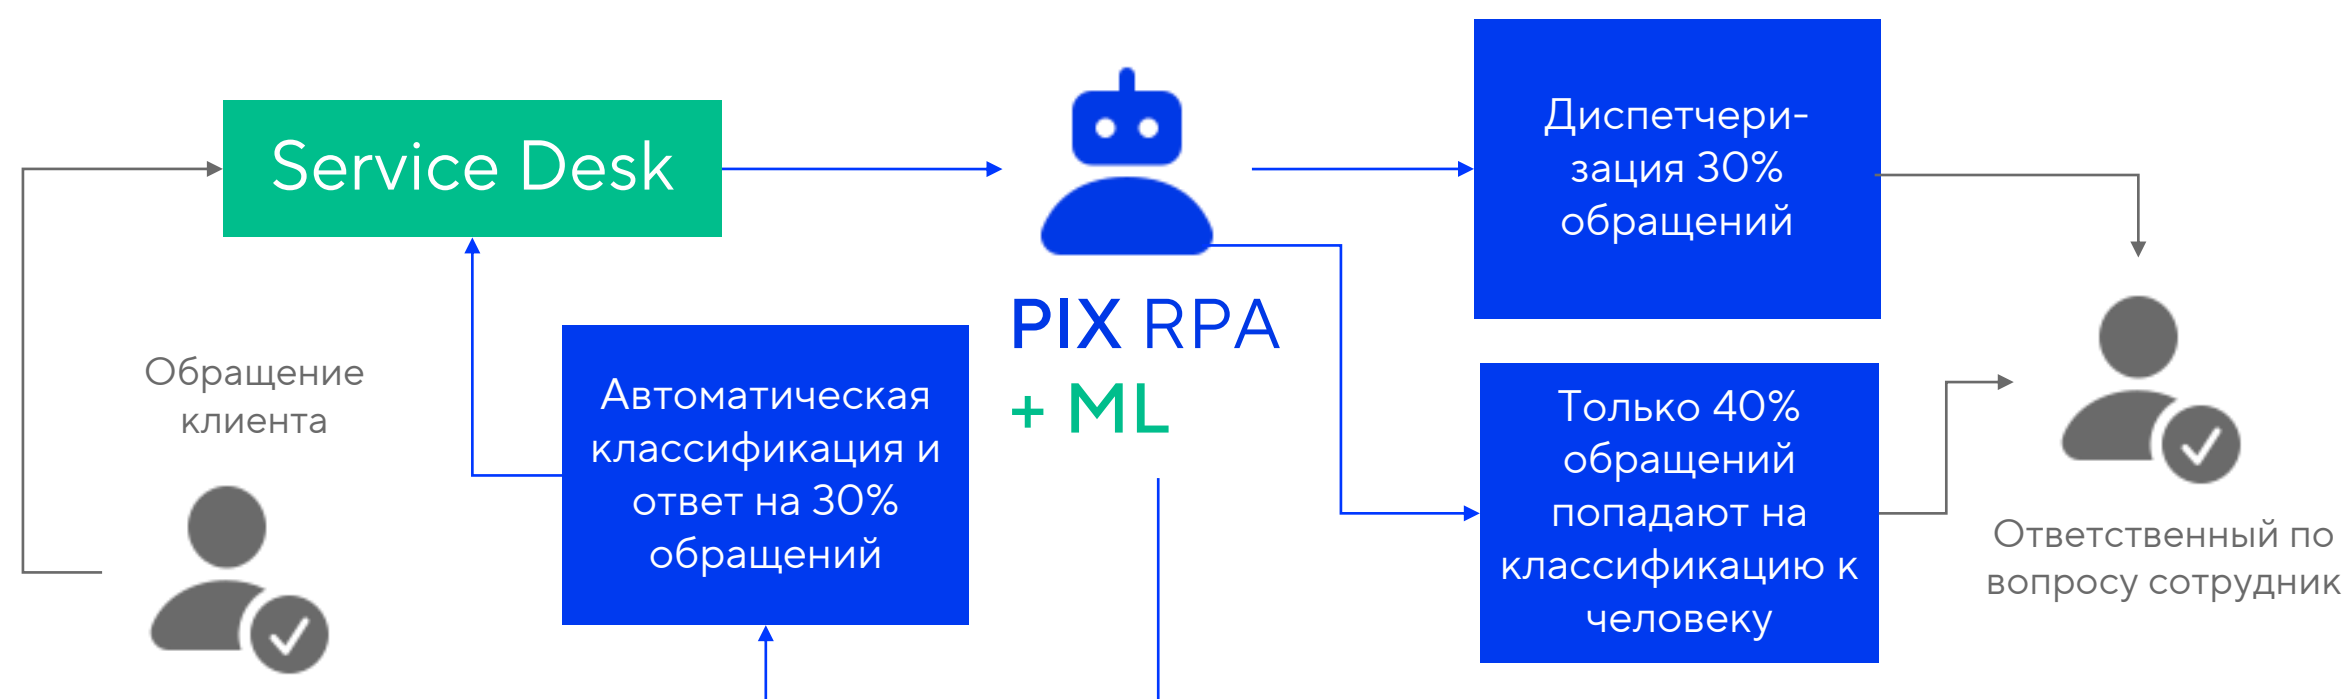 Service Desk
Обращение
клиента
Автоматическая
классификация и
ответ на 30%
обращений
PIX RPA
+ ML
Диспетчери-
зация 30%
обращений
Только 40%
обращений
попадают на
классификацию к
человеку
Ответственный по
вопросу сотрудник